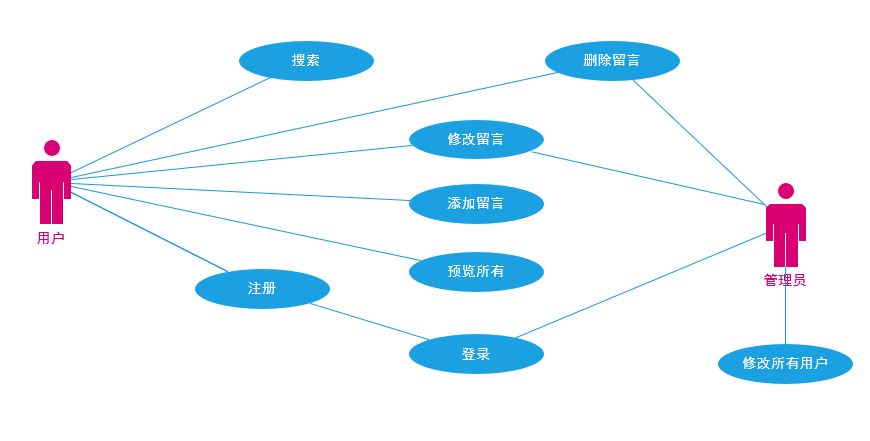 搜索
删除留言
修改留言
添加留言
用户
预览所有
管理员
注册
登录
修改所有用户